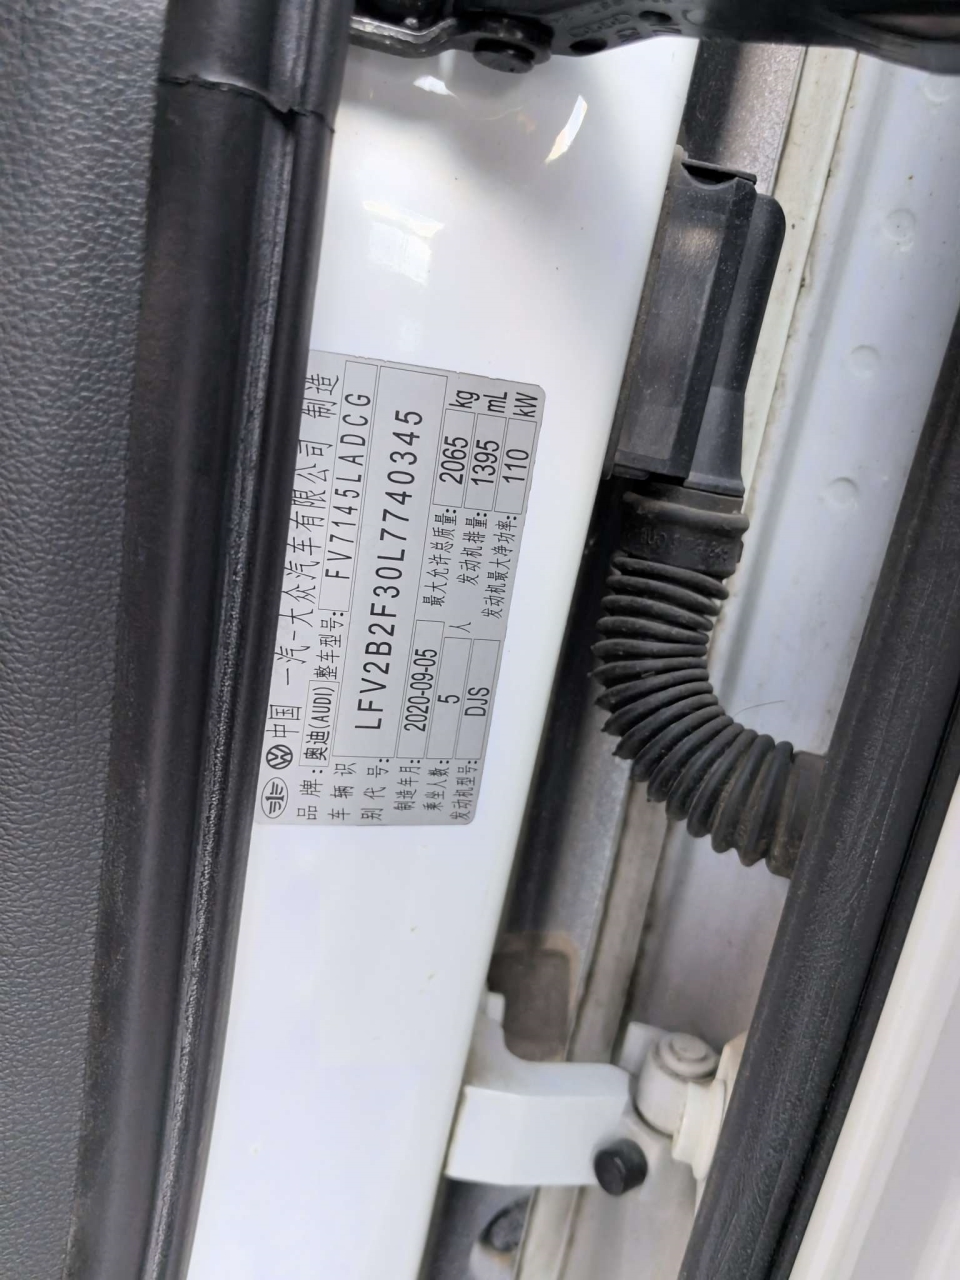 中国 一汽-大众汽车有限公司 制造
品牌: 奥迪(AUDI) 整车型号: FV7145LADCG
车辆识别代号: LFV2B2F30L7740345
制造年月: 2020-09-05 最大允许总质量: 2065 kg
乘坐人数: 5 人 发动机排量: 1395 mL
发动机型号: DJS 发动机最大净功率: 110 kW